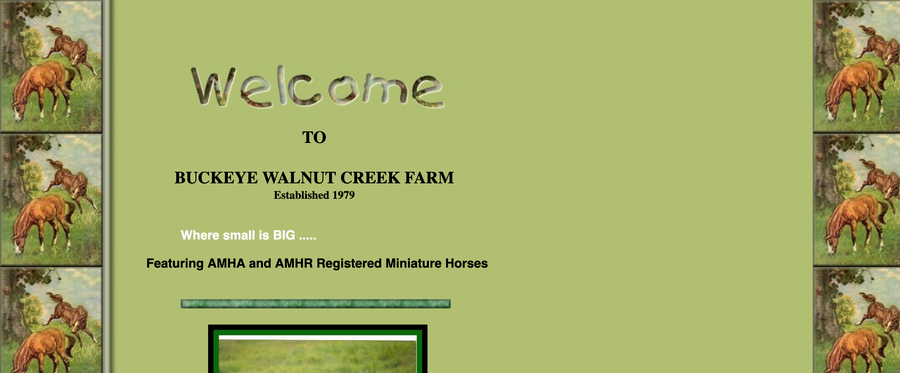 Welcome
TO
BUCKEYE WALNUT CREEK FARM
Established 1979
Where small is BIG .....
Featuring AMHA and AMHR Registered Miniature Horses